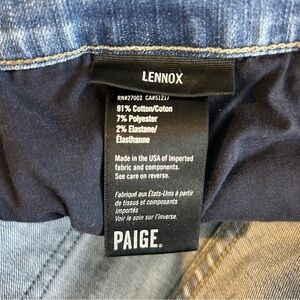 LENNOX
RN#27002 CA#51217
91% Cotton/Coton
7% Polyester
2% Elastane/
Élasthanne
Made in the USA of imported
fabric and components.
See care on reverse.
Fabriqué aux États-Unis à partir
de tissus et composants
importés
Voir le soin sur l'inverse.
PAIGE.